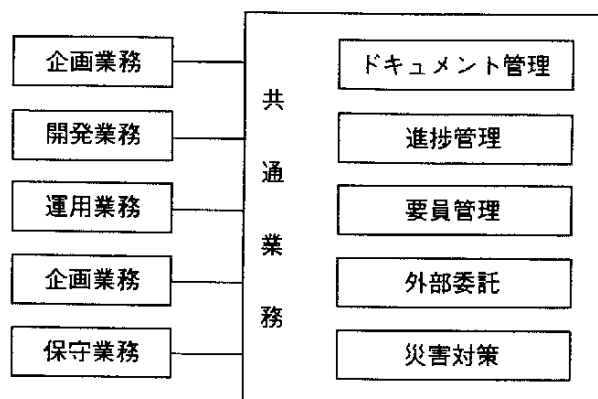 企画業務
開発業務
運用業務
企画業務
保守業務
共通業務
ドキュメント管理
進捗管理
要員管理
外部委託
災害対策